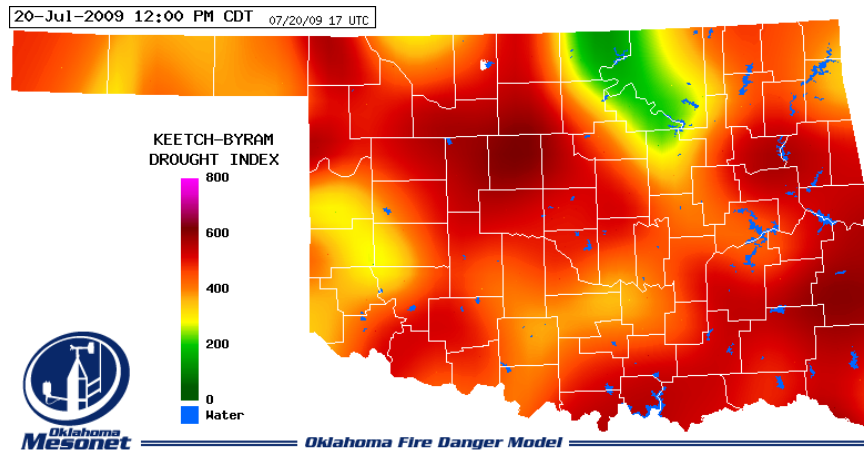 20-Jul-2009 12:00 PM CDT 07/20/09 17 UTC
KEETCH-BYRAM
DROUGHT INDEX
800
600
400
200
0
Water
Oklahoma
Mesonet
Oklahoma Fire Danger Model